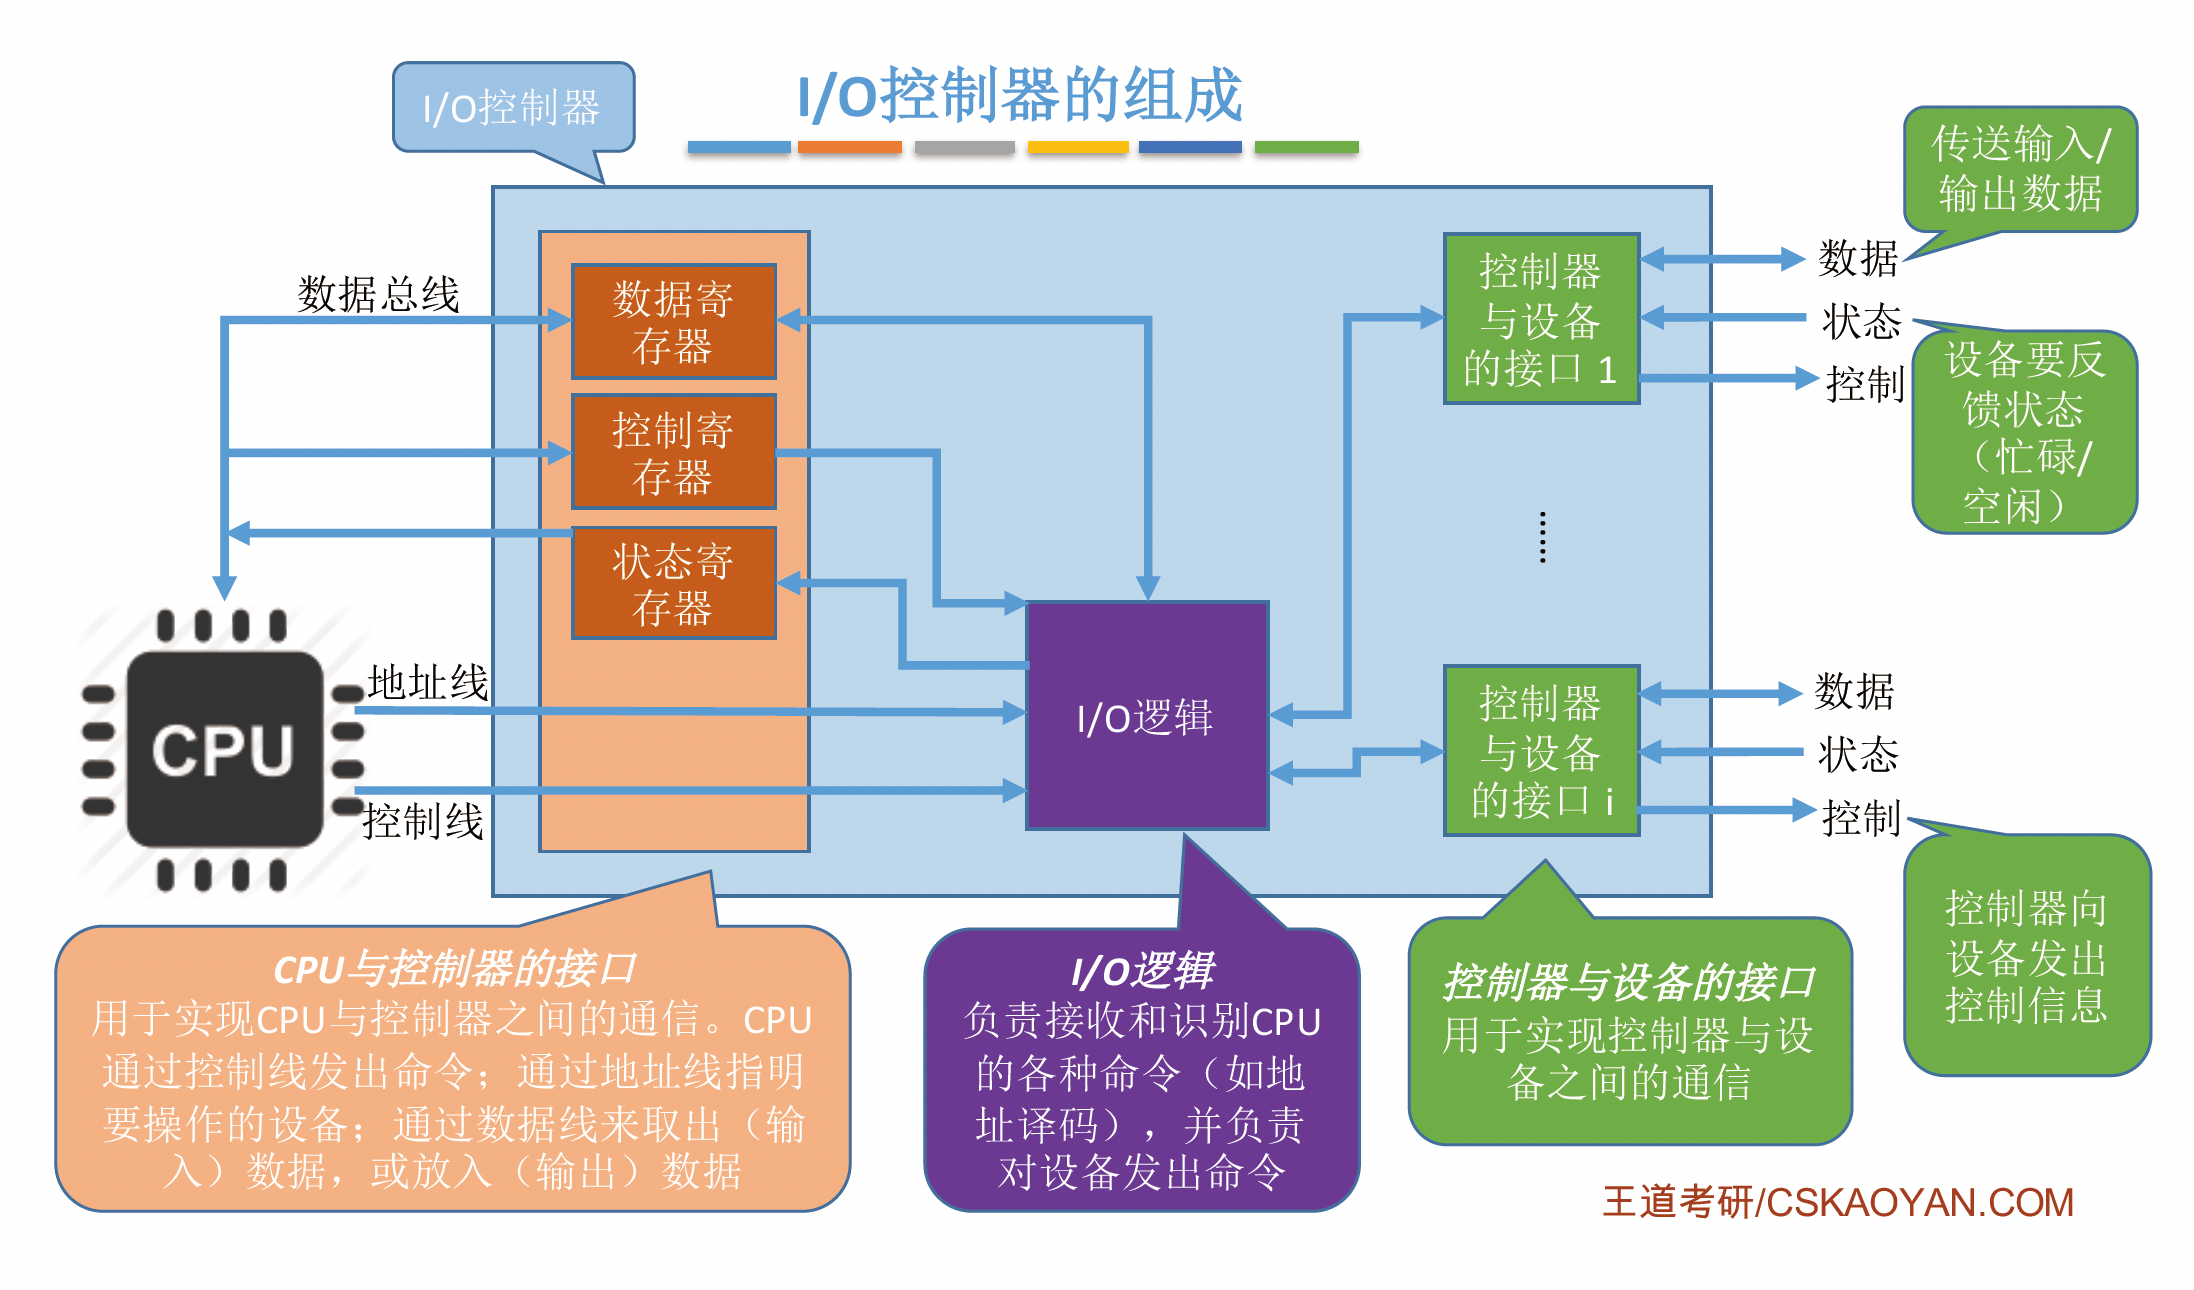 I/O控制器
I/O控制器的组成
传送输入/
输出数据
数据总线
数据寄
存器
控制寄
存器
状态寄
存器
地址线
控制线
CPU
I/O逻辑
控制器
与设备
的接口 1
数据
状态
控制
设备要反
馈状态
（忙碌/
空闲）
......
控制器
与设备
的接口 i
数据
状态
控制
控制器向
设备发出
控制信息
CPU与控制器的接口
用于实现CPU与控制器之间的通信。CPU
通过控制线发出命令；通过地址线指明
要操作的设备；通过数据线来取出（输
入）数据，或放入（输出）数据
I/O逻辑
负责接收和识别CPU
的各种命令（如地
址译码），并负责
对设备发出命令
控制器与设备的接口
用于实现控制器与设
备之间的通信
王道考研/CSKAOYAN.COM